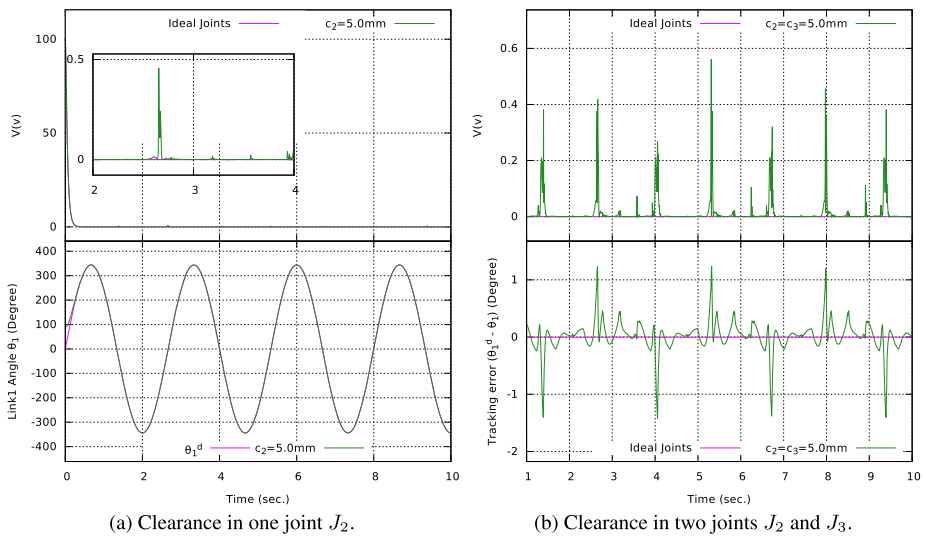 Ideal Joints c₂=5.0mm
100
50
0
V(v)
0.5
0
2 3 4
400
300
200
100
0
-100
-200
-300
-400
Link1 Angle θ₁ (Degree)
θ₁ᵈ c₂=5.0mm
0 2 4 6 8 10
Time (sec.)
(a) Clearance in one joint J₂.
Ideal Joints c₂=c₃=5.0mm
0.6
0.4
0.2
0
V(v)
1
0
-1
-2
Tracking error (θ₁ᵈ - θ₁) (Degree)
Ideal Joints c₂=c₃=5.0mm
1 2 3 4 5 6 7 8 9 10
Time (sec.)
(b) Clearance in two joints J₂ and J₃.